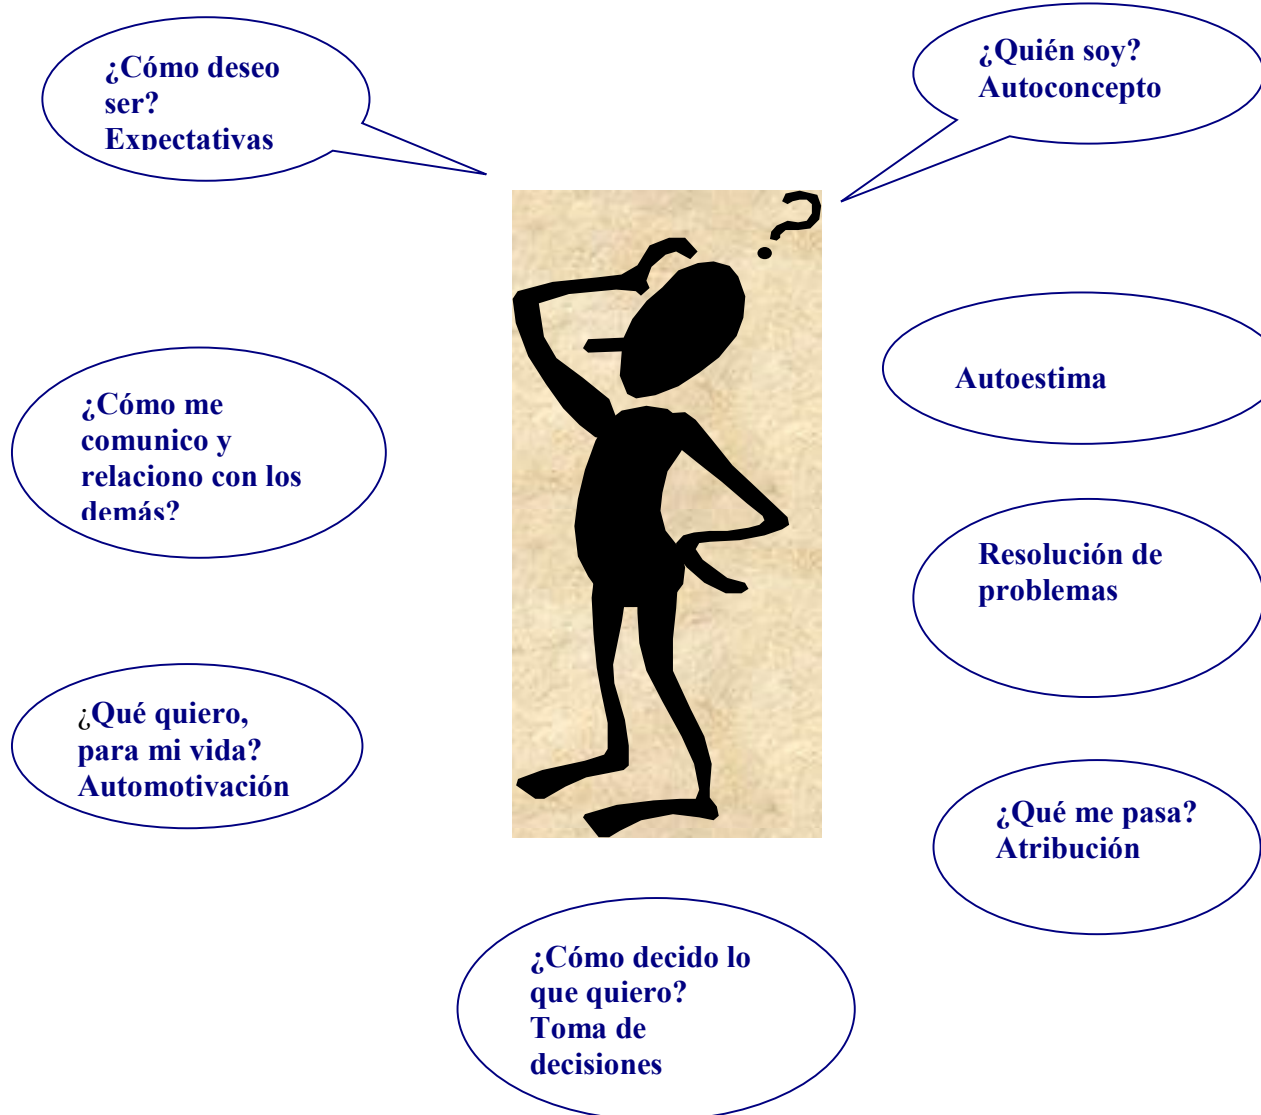 ¿Cómo deseo
ser?
Expectativas
¿Quién soy?
Autoconcepto
?
Autoestima
¿Cómo me
comunico y
relaciono con los
demás?
Resolución de
problemas
¿Qué quiero,
para mi vida?
Automotivación
¿Qué me pasa?
Atribución
¿Cómo decido lo
que quiero?
Toma de
decisiones